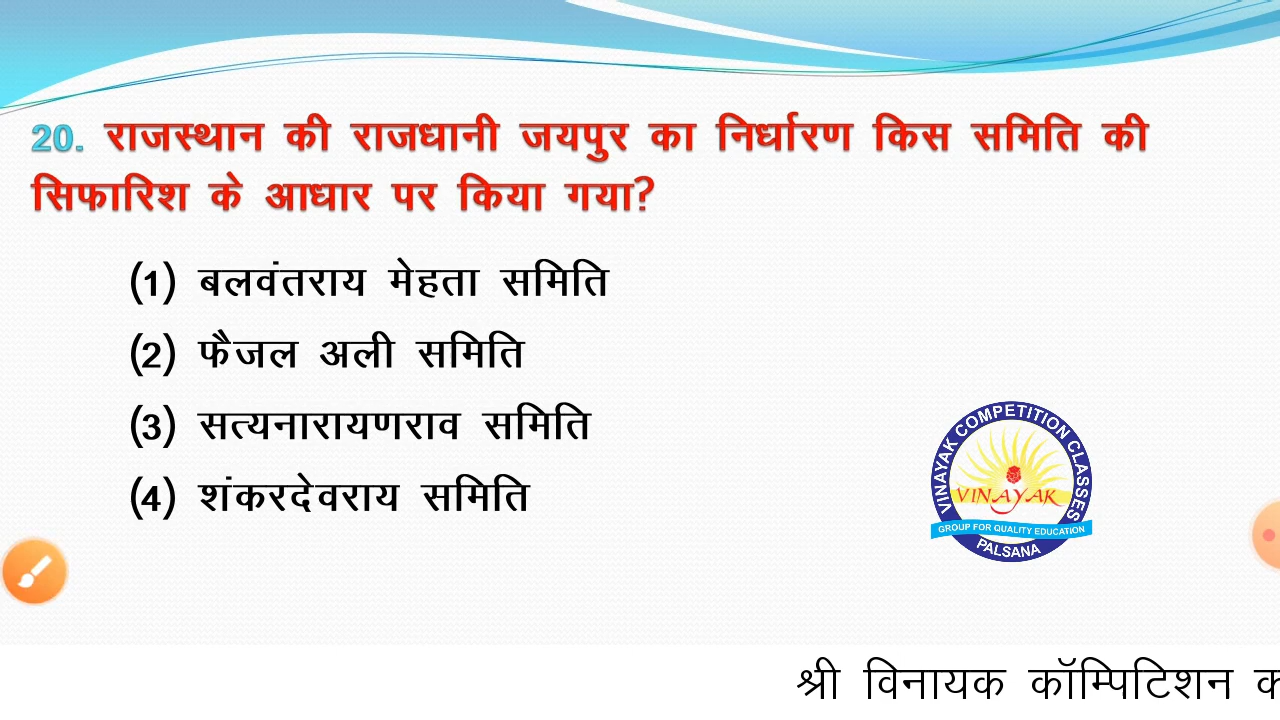 20. राजस्थान की राजधानी जयपुर का निर्धारण किस समिति की
सिफारिश के आधार पर किया गया?
(1) बलवंतराय मेहता समिति
(2) फैजल अली समिति
(3) सत्यनारायणराव समिति
(4) शंकरदेवराय समिति
VINAYAK COMPETITION CLASSES
VINAYAK
GROUP FOR QUALITY EDUCATION
PALSANA
श्री विनायक कॉम्पिटिशन